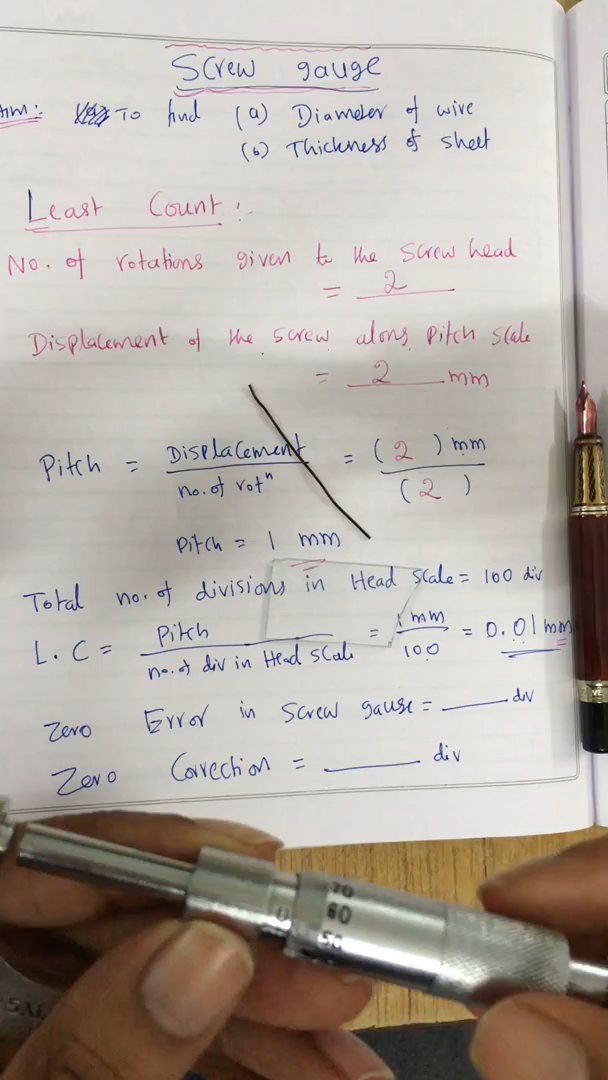 Screw gauge
Aim: To find (a) Diameter of wire
(b) Thickness of sheet
Least Count :-
No. of rotations given to the screw head
= 2
Displacement of the screw along Pitch scale
= 2 mm
Pitch = Displacement / no. of rotⁿ = (2) mm / (2)
Pitch = 1 mm
Total no. of divisions in Head scale = 100 div
L.C = Pitch / no. of div in Head scale = 1 mm / 100 = 0.01 mm
Zero Error in screw gauge = ____ div
Zero Correction = ____ div
70
60
50